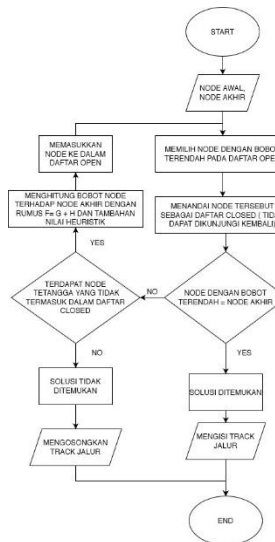 START
NODE AWAL,
NODE AKHIR
MEMASUKKAN
NODE KE DALAM
DAFTAR OPEN
MEMILIH NODE DENGAN BOBOT
TERENDAH PADA DAFTAR OPE
MENGHITUNG BOBOT NODE
TERHADAP NODE AKHIR DENGAN
RUMUS F= G + H DAN TAMBAHAN
NILAI HEURISTIK
MENANDAI NODE TERSEBUT
SEBAGAI DAFTAR CLOSED ( TIDA
DAPAT DIKUNJUNGI KEMBALI)
YES
TERDAPAT NODE
TETANGGA YANG TIDAK
TERMASUK DALAM DAFTAR
CLOSED
NO
NODE DENGAN BOBOT
TERENDAH = NODE AKHIR
NO
YES
SOLUSI TIDAK
DITEMUKAN
SOLUSI DITEMUKAN
MENGOSONGKAN
TRACK JALUR
MENGISI TRACK
JALUR
END